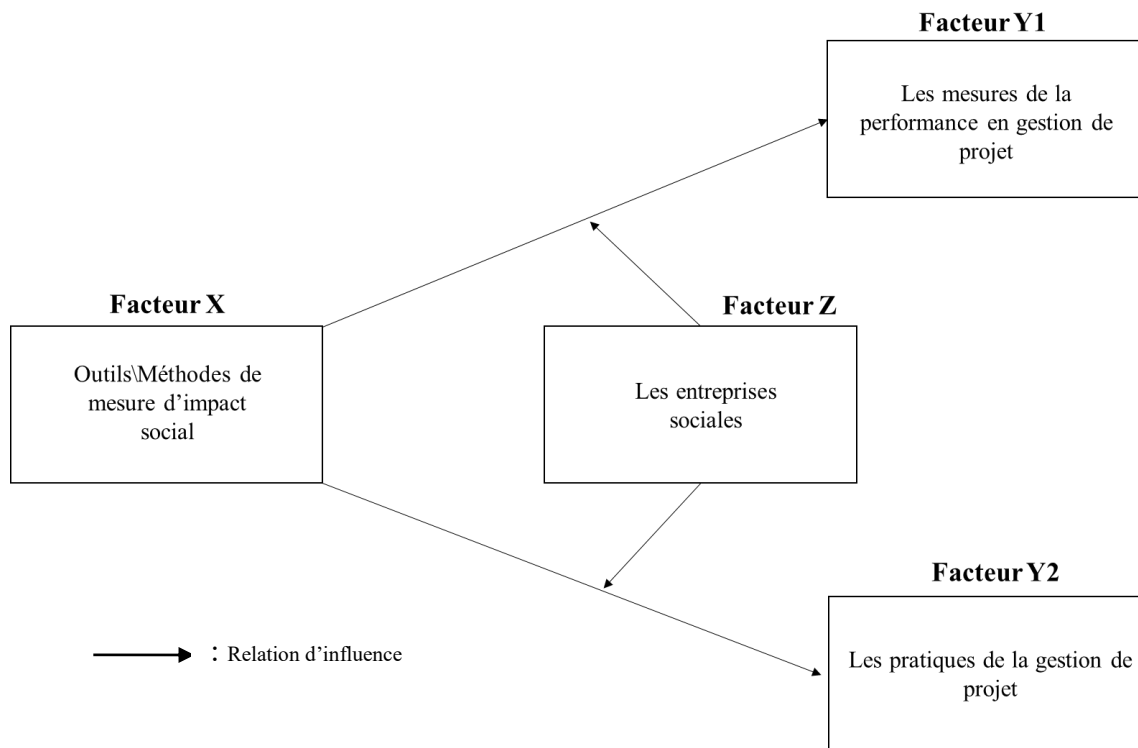 Facteur Y1
Les mesures de la
performance en gestion de
projet
Facteur X
Outils\Méthodes de
mesure d’impact
social
Facteur Z
Les entreprises
sociales
Facteur Y2
Les pratiques de la gestion de
projet
: Relation d’influence